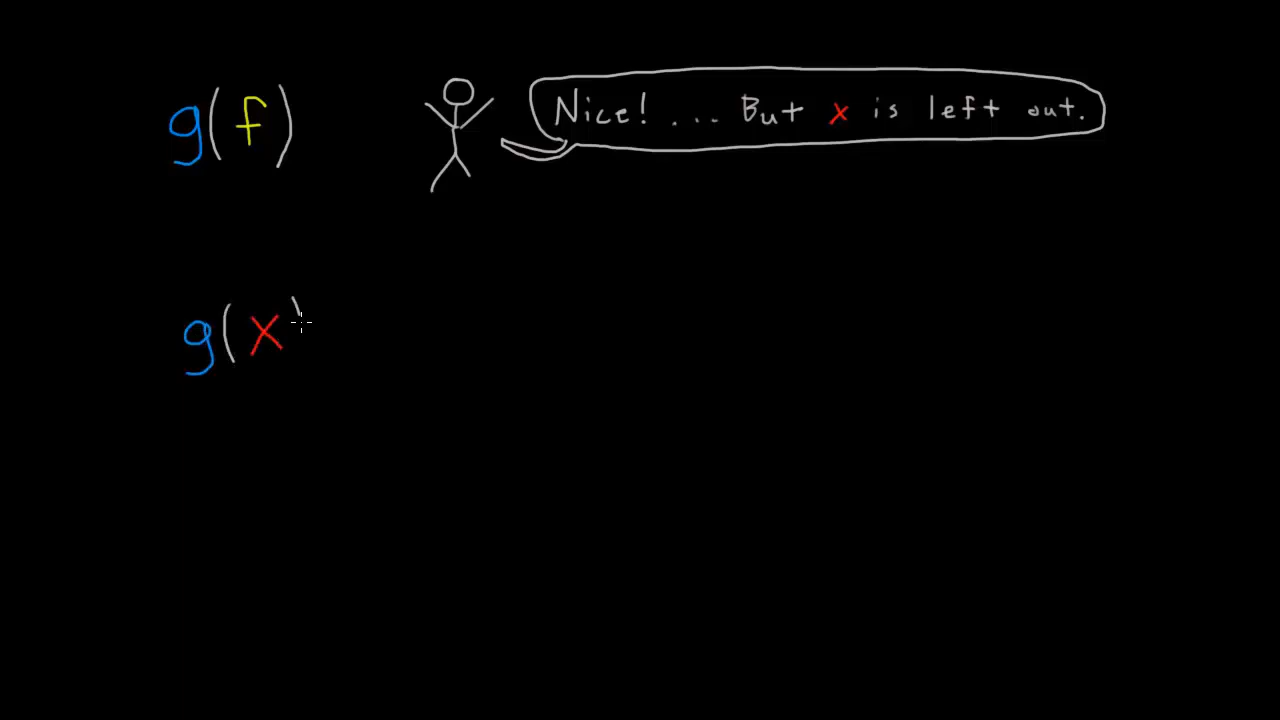 g(f)
Nice! ... But x is left out.
g(x)